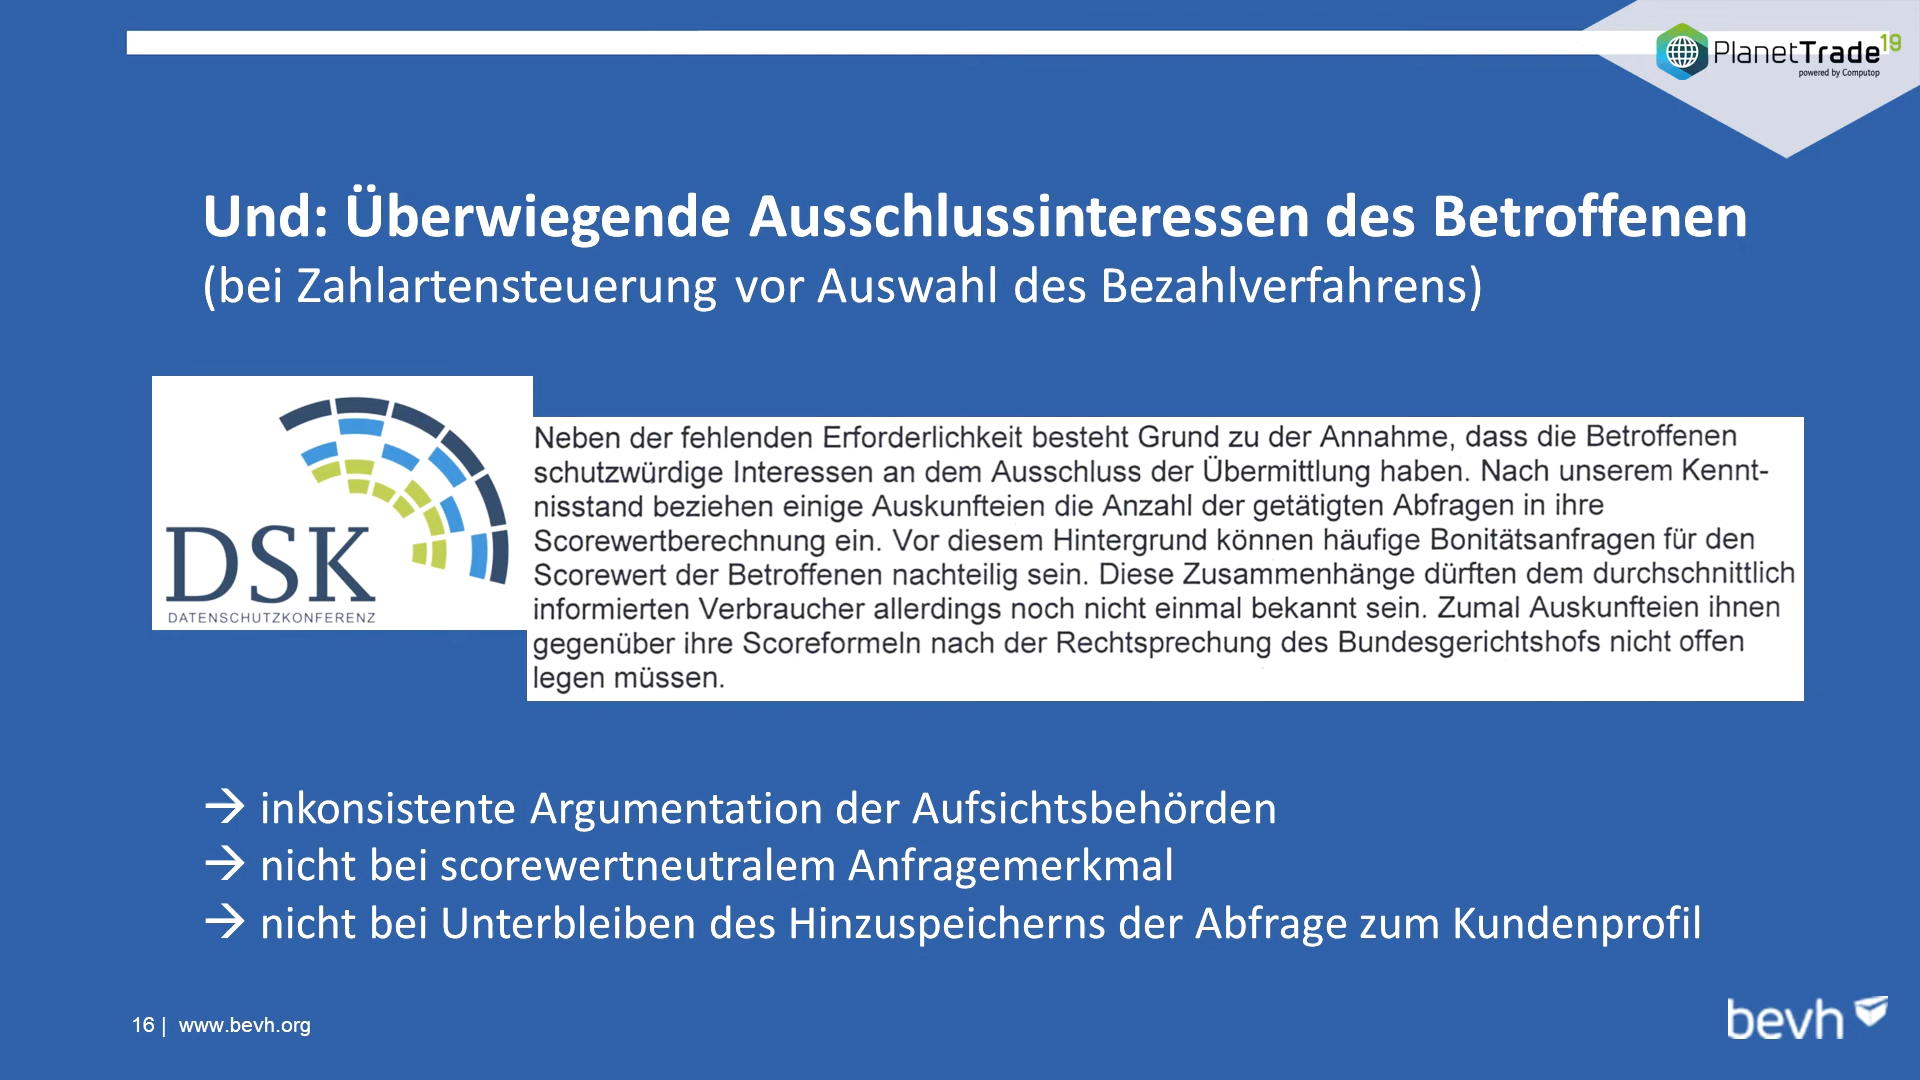 PlanetTrade19
powered by Computop
Und: Überwiegende Ausschlussinteressen des Betroffenen
(bei Zahlartensteuerung vor Auswahl des Bezahlverfahrens)
DSK
DATENSCHUTZKONFERENZ
Neben der fehlenden Erforderlichkeit besteht Grund zu der Annahme, dass die Betroffenen
schutzwürdige Interessen an dem Ausschluss der Übermittlung haben. Nach unserem Kennt-
nisstand beziehen einige Auskunfteien die Anzahl der getätigten Abfragen in ihre
Scorewertberechnung ein. Vor diesem Hintergrund können häufige Bonitätsanfragen für den
Scorewert der Betroffenen nachteilig sein. Diese Zusammenhänge dürften dem durchschnittlich
informierten Verbraucher allerdings noch nicht einmal bekannt sein. Zumal Auskunfteien ihnen
gegenüber ihre Scoreformeln nach der Rechtsprechung des Bundesgerichtshofs nicht offen
legen müssen.
→ inkonsistente Argumentation der Aufsichtsbehörden
→ nicht bei scorewertneutralem Anfragemerkmal
→ nicht bei Unterbleiben des Hinzuspeicherns der Abfrage zum Kundenprofil
16 | www.bevh.org
bevh